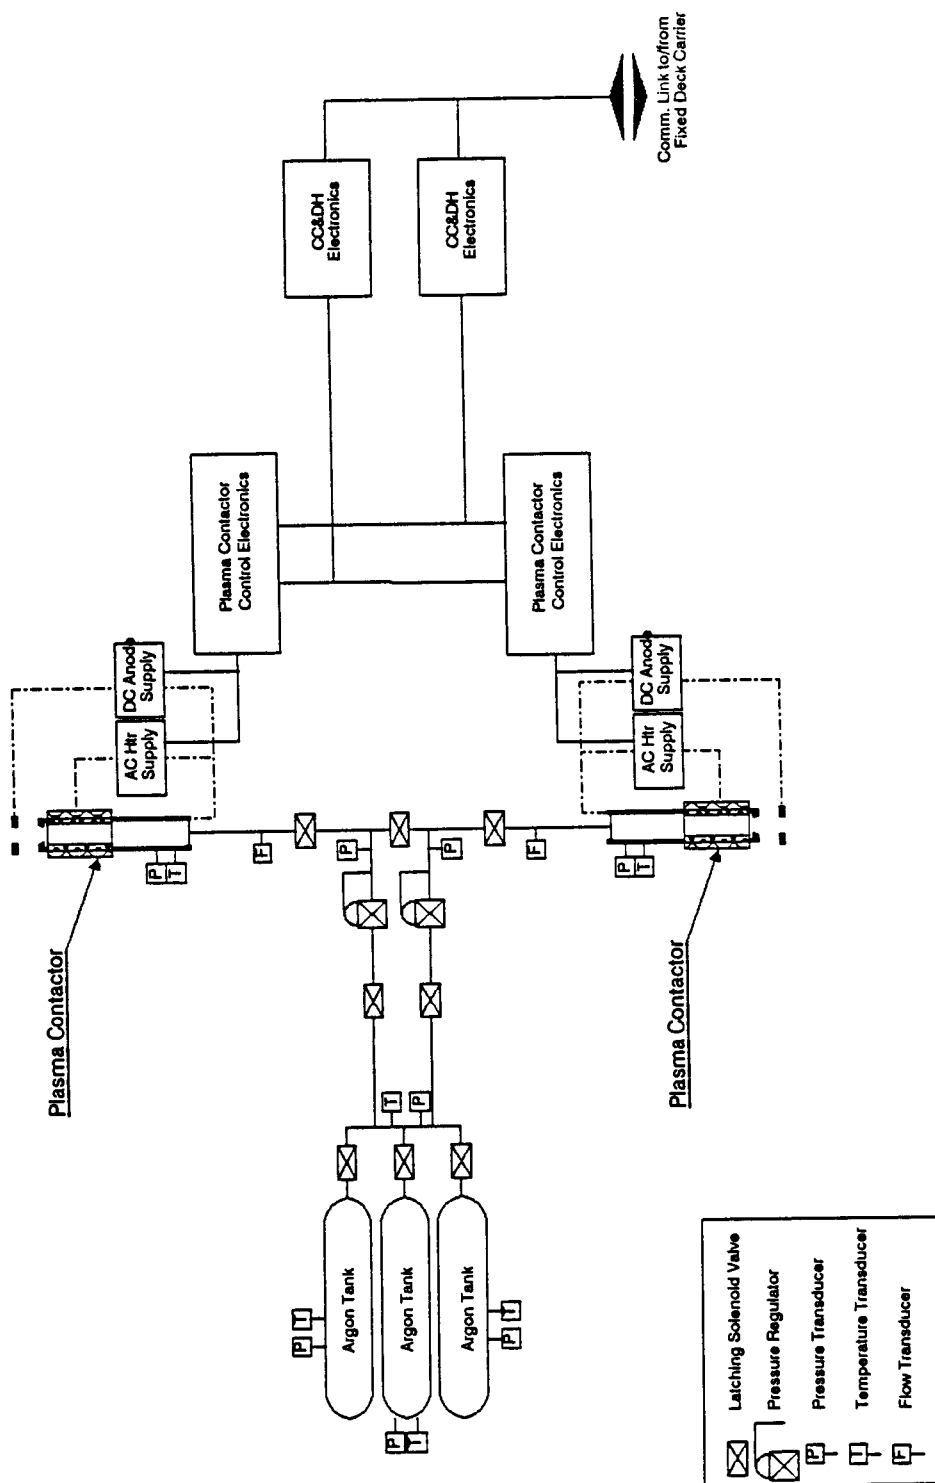 Comm. Link to/from
Fixed Deck Carrier
CC&DH
Electronics
CC&DH
Electronics
Plasma Contactor
Control Electronics
Plasma Contactor
Control Electronics
DC Anode
Supply
AC Htr
Supply
DC Anode
Supply
AC Htr
Supply
F
F
P
P
P
T
P
T
Plasma Contactor
Plasma Contactor
T
P
Argon Tank
Argon Tank
Argon Tank
P
T
P
T
P
T
Latching Solenoid Valve
Pressure Regulator
P
Pressure Transducer
T
Temperature Transducer
F
Flow Transducer